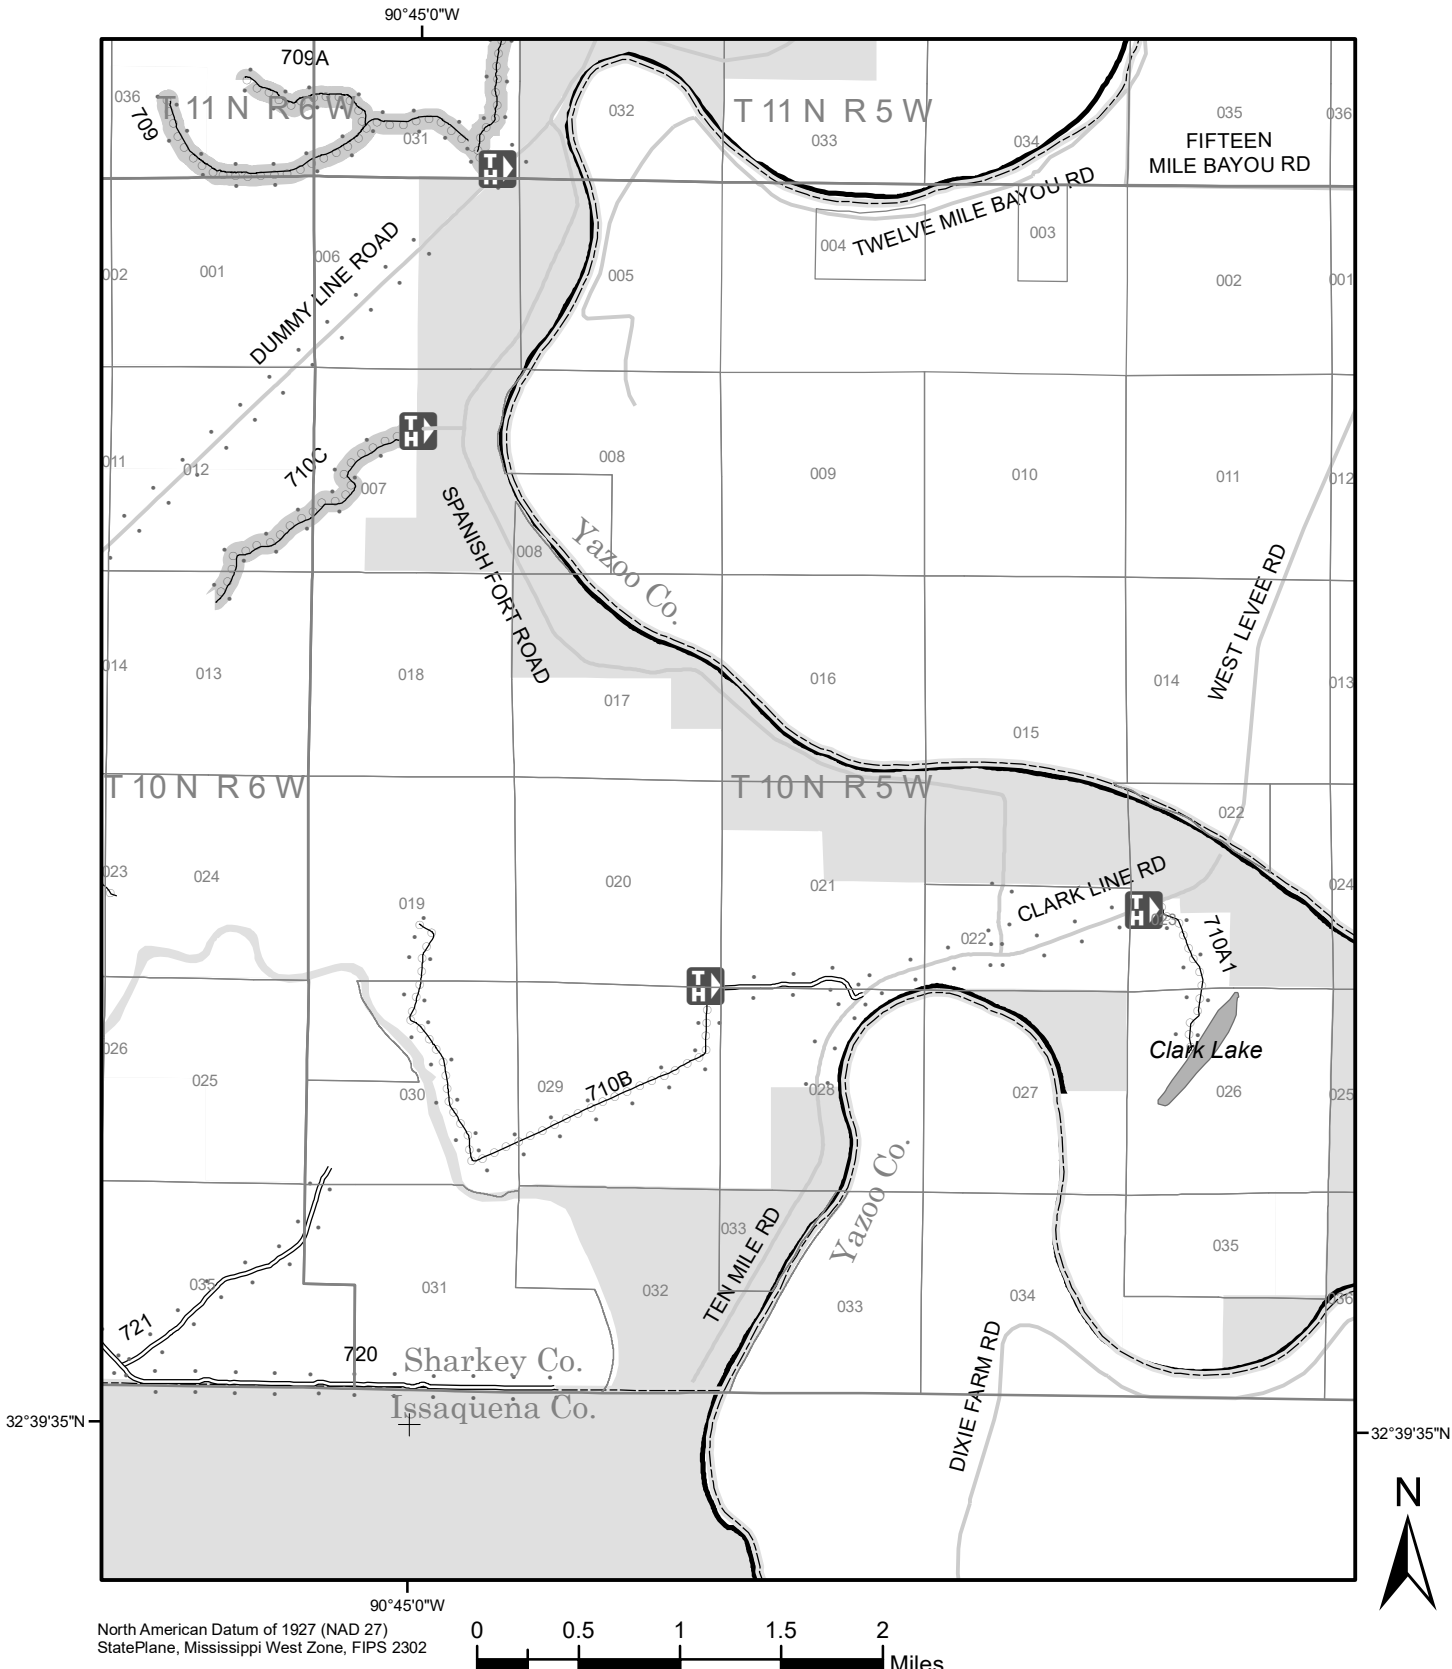 90°45'0"W
709A
036
T 11 N R 6 W
709
031
032
T 11 N R 5 W
033
034
035
036
FIFTEEN
MILE BAYOU RD
T
H
TWELVE MILE BAYOU RD
004
003
002
001
006
005
002
001
DUMMY LINE ROAD
T
H
710C
011
012
007
008
009
010
011
012
SPANISH FORT ROAD
008
Yazoo Co.
WEST LEVEE RD
014
013
018
017
016
015
014
013
T 10 N R 6 W
T 10 N R 5 W
022
023
024
019
020
021
CLARK LINE RD
024
T
H
023
710A1
022
T
H
026
025
030
029
710B
028
027
Clark Lake
026
025
Yazoo Co.
033
TEN MILE RD
035
035
031
032
033
034
036
721
720
Sharkey Co.
DIXIE FARM RD
Issaquena Co.
32°39'35"N
32°39'35"N
N
90°45'0"W
North American Datum of 1927 (NAD 27)
StatePlane, Mississippi West Zone, FIPS 2302
0 0.5 1 1.5 2
Miles